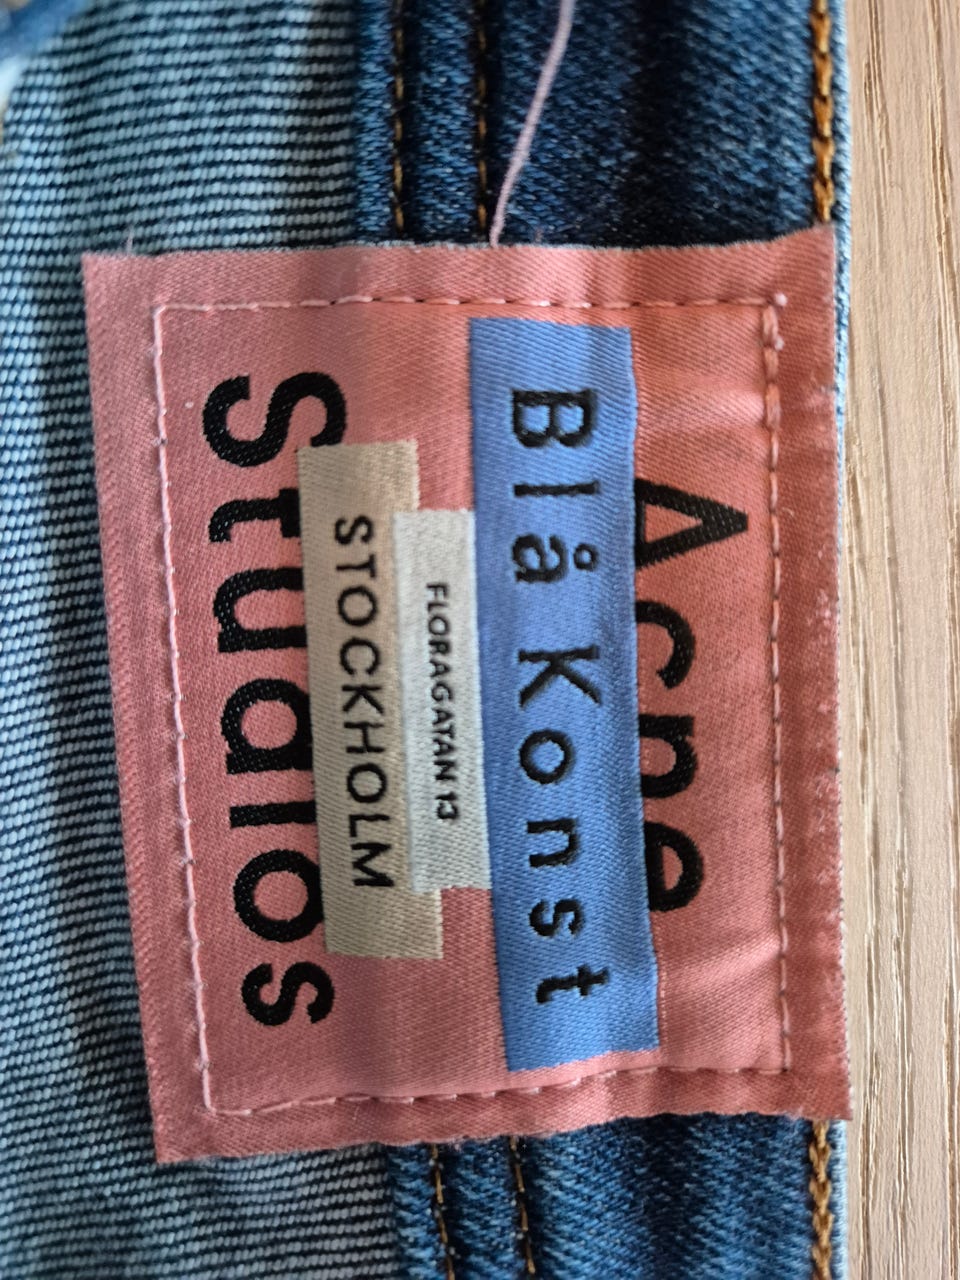 Acne
Blå Konst
FLORAGATAN 13
STOCKHOLM
Studios